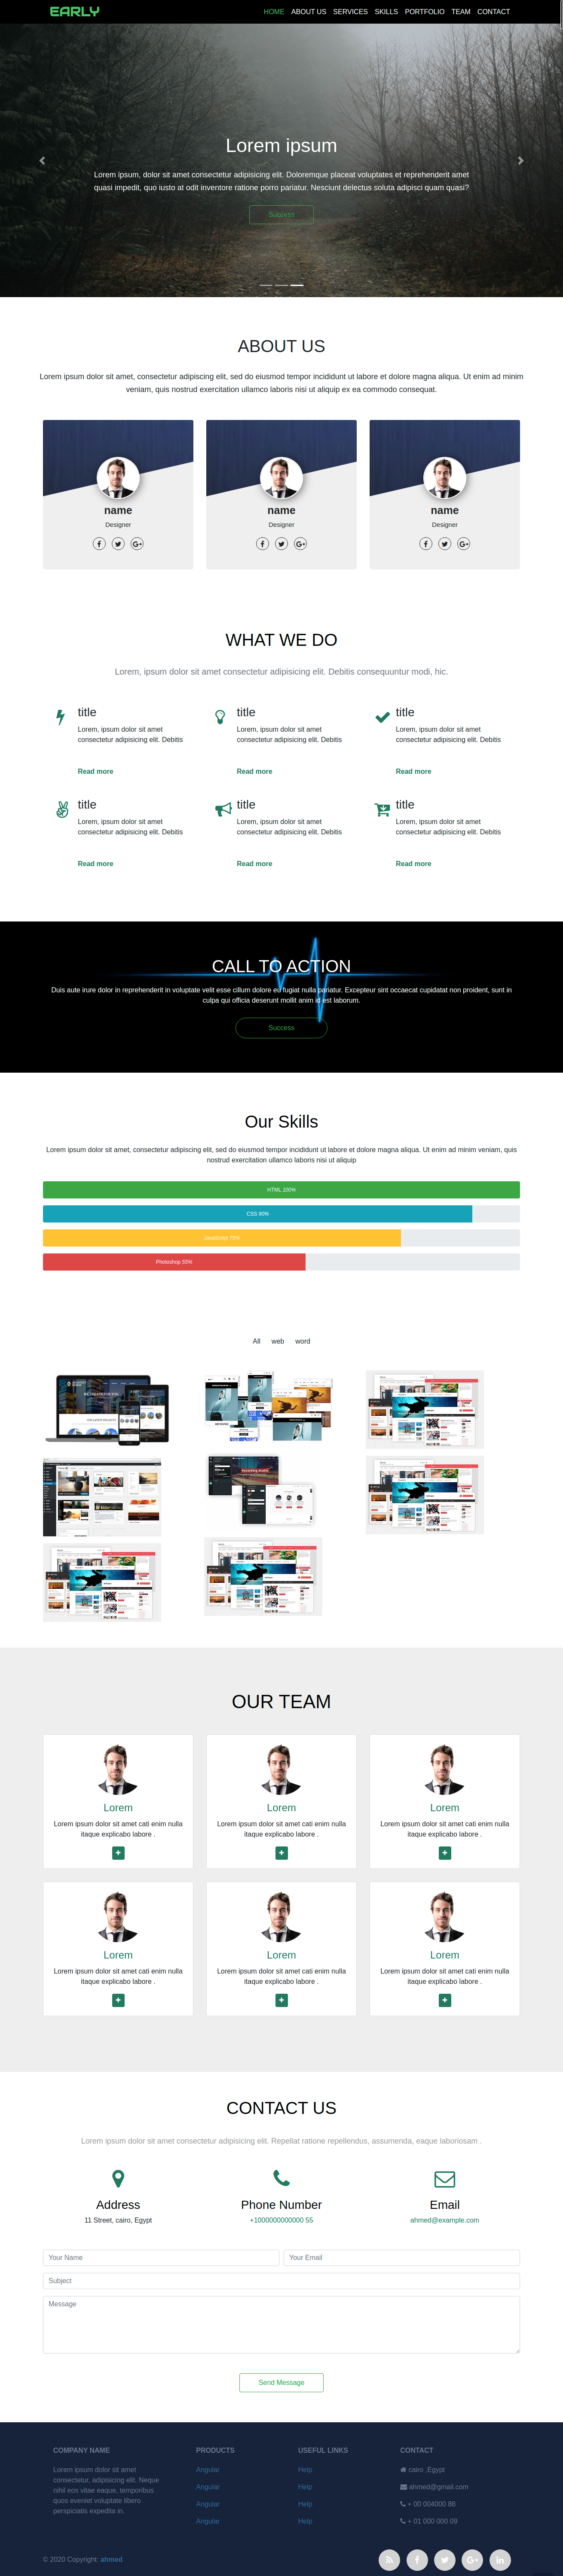 EARLY
HOME ABOUT US SERVICES SKILLS PORTFOLIO TEAM CONTACT
Lorem ipsum
Lorem ipsum, dolor sit amet consectetur adipisicing elit. Doloremque placeat voluptates et reprehenderit amet
quasi impedit, quo iusto at odit inventore ratione porro pariatur. Nesciunt delectus soluta adipisci quam quasi?
Success
ABOUT US
Lorem ipsum dolor sit amet, consectetur adipiscing elit, sed do eiusmod tempor incididunt ut labore et dolore magna aliqua. Ut enim ad minim
veniam, quis nostrud exercitation ullamco laboris nisi ut aliquip ex ea commodo consequat.
name name name
Designer Designer Designer
WHAT WE DO
Lorem, ipsum dolor sit amet consectetur adipisicing elit. Debitis consequuntur modi, hic.
title title title
Lorem, ipsum dolor sit amet Lorem, ipsum dolor sit amet Lorem, ipsum dolor sit amet
consectetur adipisicing elit. Debitis consectetur adipisicing elit. Debitis consectetur adipisicing elit. Debitis
Read more Read more Read more
title title title
Lorem, ipsum dolor sit amet Lorem, ipsum dolor sit amet Lorem, ipsum dolor sit amet
consectetur adipisicing elit. Debitis consectetur adipisicing elit. Debitis consectetur adipisicing elit. Debitis
Read more Read more Read more
CALL TO ACTION
Duis aute irure dolor in reprehenderit in voluptate velit esse cillum dolore eu fugiat nulla pariatur. Excepteur sint occaecat cupidatat non proident, sunt in
culpa qui officia deserunt mollit anim id est laborum.
Success
Our Skills
Lorem ipsum dolor sit amet, consectetur adipiscing elit, sed do eiusmod tempor incididunt ut labore et dolore magna aliqua. Ut enim ad minim veniam, quis
nostrud exercitation ullamco laboris nisi ut aliquip
HTML 100%
CSS 90%
JavaScript 75%
Photoshop 55%
All web word
OUR TEAM
Lorem Lorem Lorem
Lorem ipsum dolor sit amet cati enim nulla Lorem ipsum dolor sit amet cati enim nulla Lorem ipsum dolor sit amet cati enim nulla
itaque explicabo labore . itaque explicabo labore . itaque explicabo labore .
Lorem Lorem Lorem
Lorem ipsum dolor sit amet cati enim nulla Lorem ipsum dolor sit amet cati enim nulla Lorem ipsum dolor sit amet cati enim nulla
itaque explicabo labore . itaque explicabo labore . itaque explicabo labore .
CONTACT US
Lorem ipsum dolor sit amet consectetur adipisicing elit. Repellat ratione repellendus, assumenda, eaque laboriosam .
Address Phone Number Email
11 Street, cairo, Egypt +1000000000000 55 ahmed@example.com
Your Name Your Email
Subject
Message
Send Message
COMPANY NAME PRODUCTS USEFUL LINKS CONTACT
Lorem ipsum dolor sit amet Angular Help cairo ,Egypt
consectetur, adipisicing elit. Neque
nihil eos vitae eaque, temporibus Angular Help ahmed@gmail.com
quos eveniet voluptate libero Angular Help + 00 004000 88
perspiciatis expedita in.
Angular Help + 01 000 000 09
© 2020 Copyright: ahmed